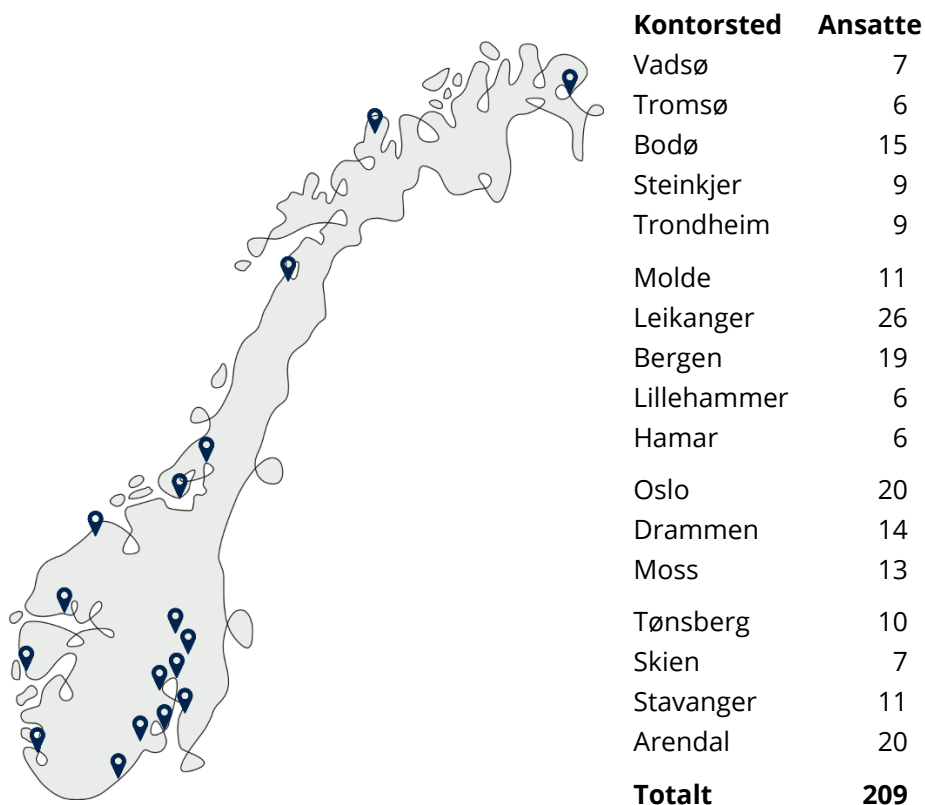 Kontorsted Ansatte
Vadsø 7
Tromsø 6
Bodø 15
Steinkjer 9
Trondheim 9
Molde 11
Leikanger 26
Bergen 19
Lillehammer 6
Hamar 6
Oslo 20
Drammen 14
Moss 13
Tønsberg 10
Skien 7
Stavanger 11
Arendal 20
Totalt 209